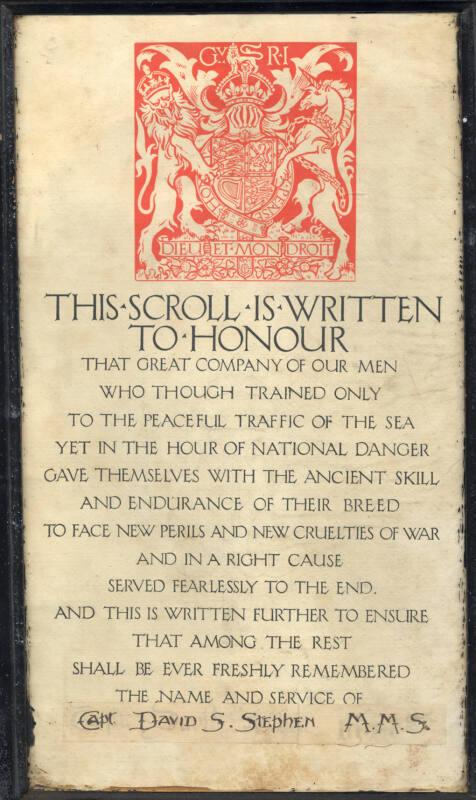 GV RI
DIEU ET MON DROIT
THIS·SCROLL·IS·WRITTEN
TO·HONOUR
THAT GREAT COMPANY OF OUR MEN
WHO THOUGH TRAINED ONLY
TO THE PEACEFUL TRAFFIC OF THE SEA
YET IN THE HOUR OF NATIONAL DANGER
GAVE THEMSELVES WITH THE ANCIENT SKILL
AND ENDURANCE OF THEIR BREED
TO FACE NEW PERILS AND NEW CRUELTIES OF WAR
AND IN A RIGHT CAUSE
SERVED FEARLESSLY TO THE END.
AND THIS IS WRITTEN FURTHER TO ENSURE
THAT AMONG THE REST
SHALL BE EVER FRESHLY REMEMBERED
THE NAME AND SERVICE OF
Capt David S. Stephen M.M.S.